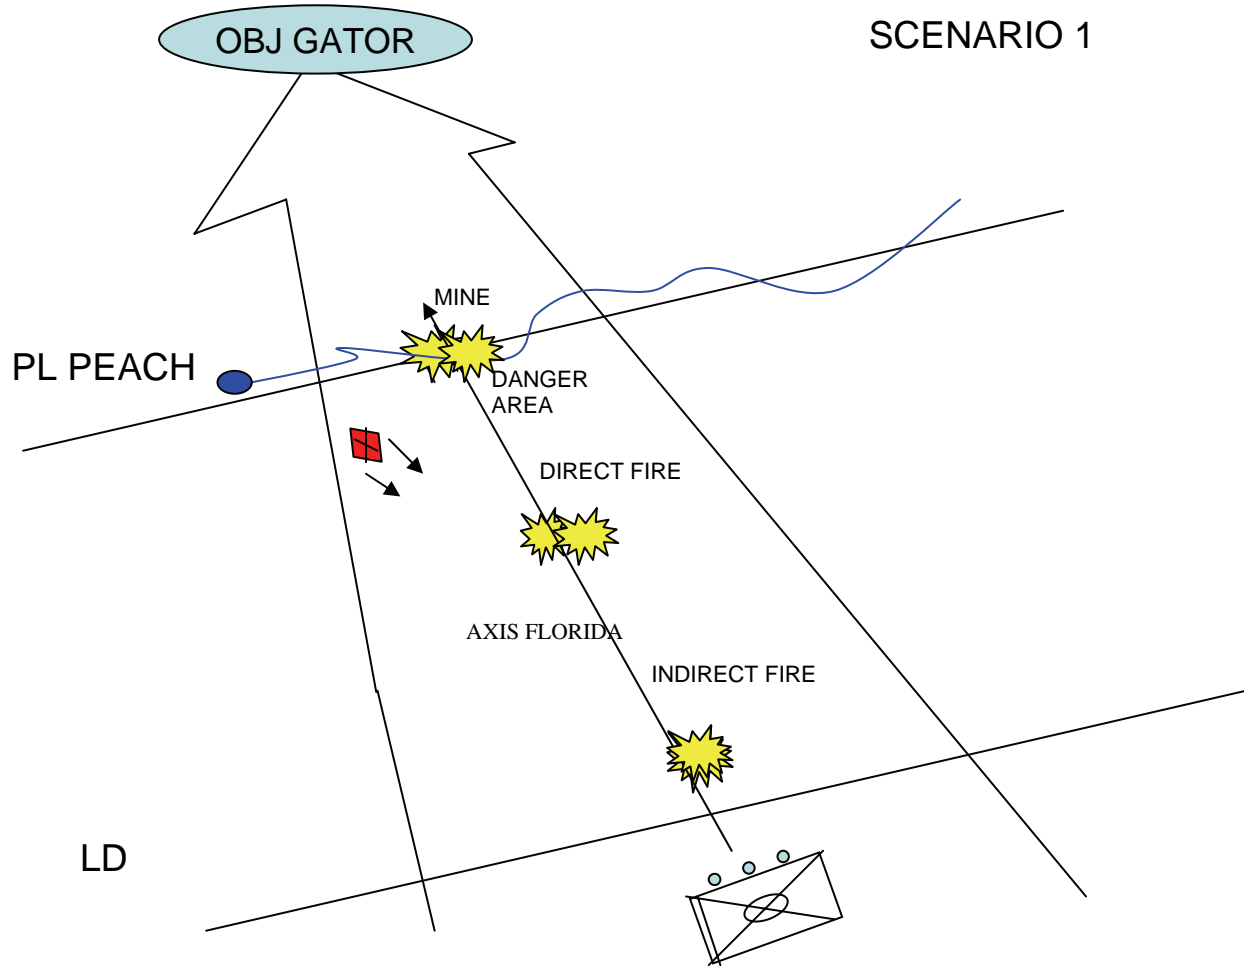 OBJ GATOR
SCENARIO 1
MINE
PL PEACH
DANGER
AREA
DIRECT FIRE
AXIS FLORIDA
INDIRECT FIRE
LD